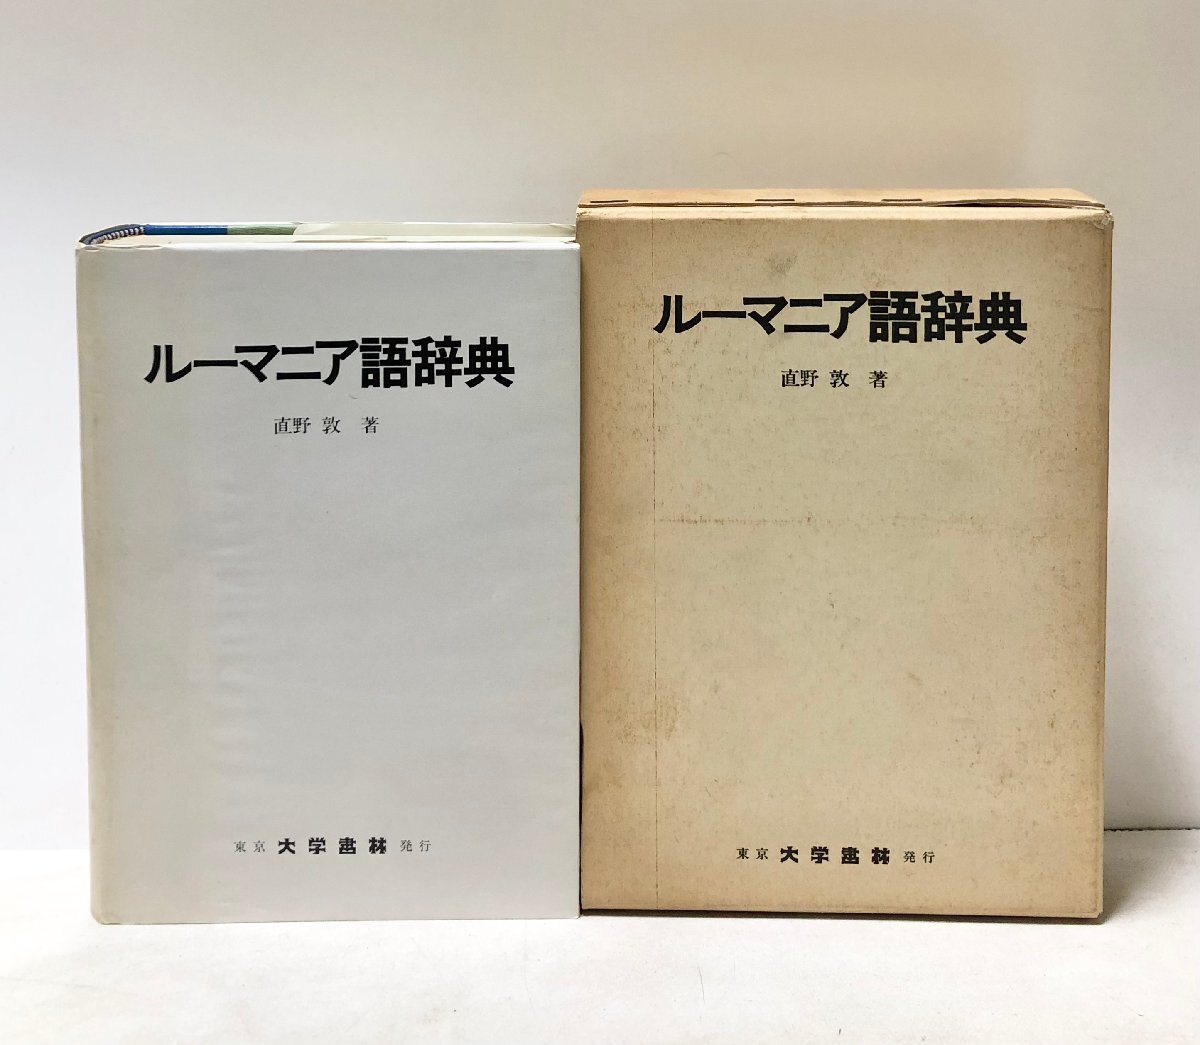 ルーマニア語辞典
直野 敦 著
東京 大学書林 発行
ルーマニア語辞典
直野 敦 著
東京 大学書林 発行